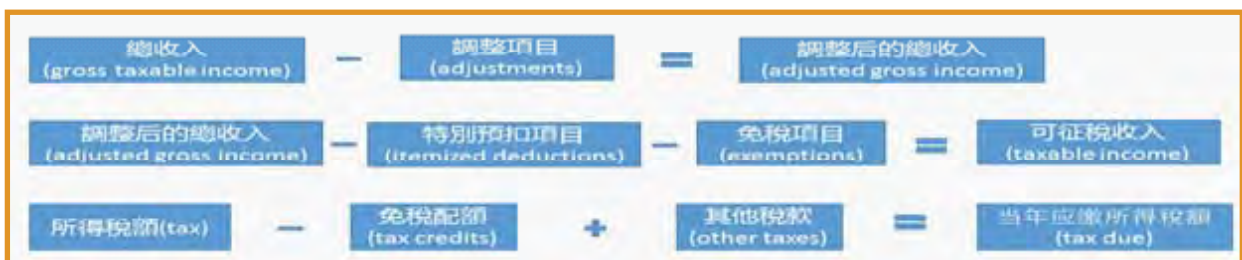 總收入 − 調整項目 = 調整后的總收入
(gross taxable income) (adjustments) (adjusted gross income)
調整后的總收入 − 特別預扣項目 − 免稅項目 = 可征税收入
(adjusted gross income) (itemized deductions) (exemptions) (taxable income)
所得稅額(tax) − 免稅配額 + 其他稅款 = 当年应缴所得稅額
(tax credits) (other taxes) (tax due)